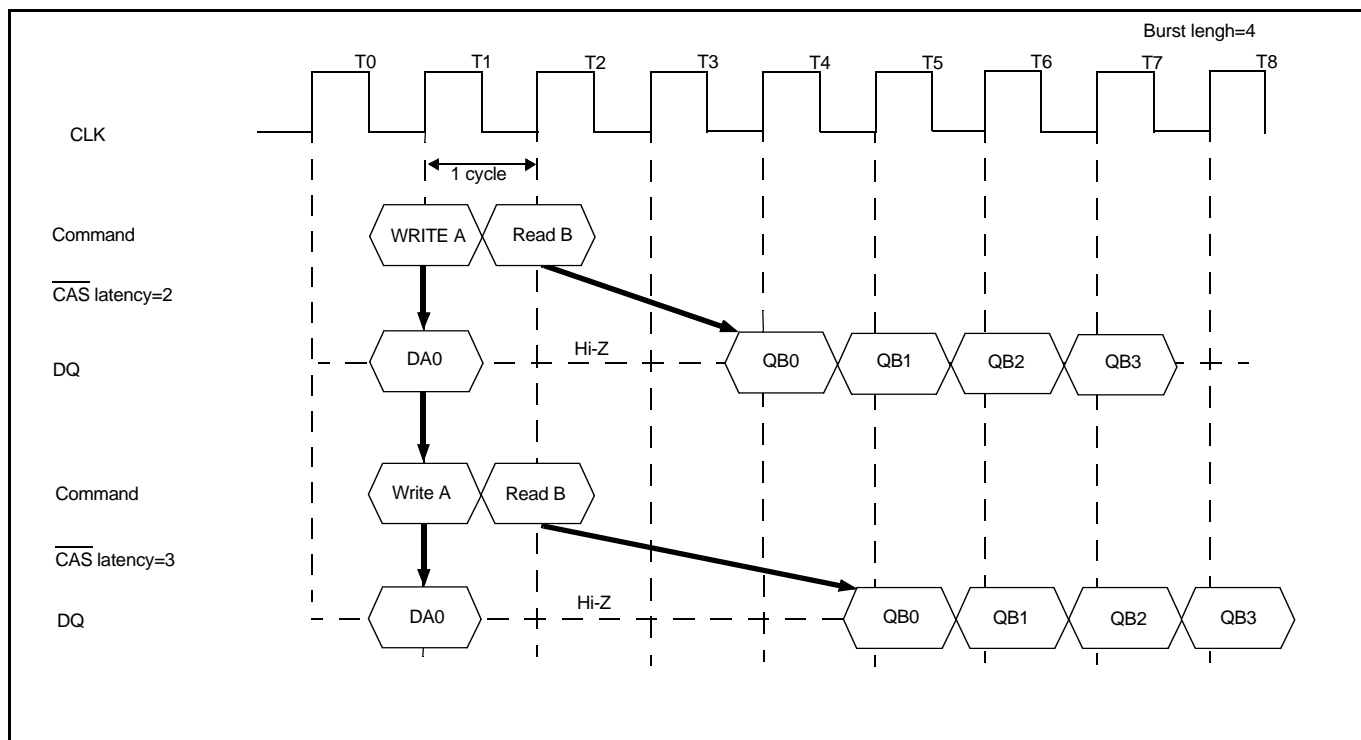 Burst lengh=4
T0 T1 T2 T3 T4 T5 T6 T7 T8
CLK
1 cycle
Command WRITE A Read B
CAS latency=2
DQ DA0 Hi-Z QB0 QB1 QB2 QB3
Command Write A Read B
CAS latency=3
DQ DA0 Hi-Z QB0 QB1 QB2 QB3